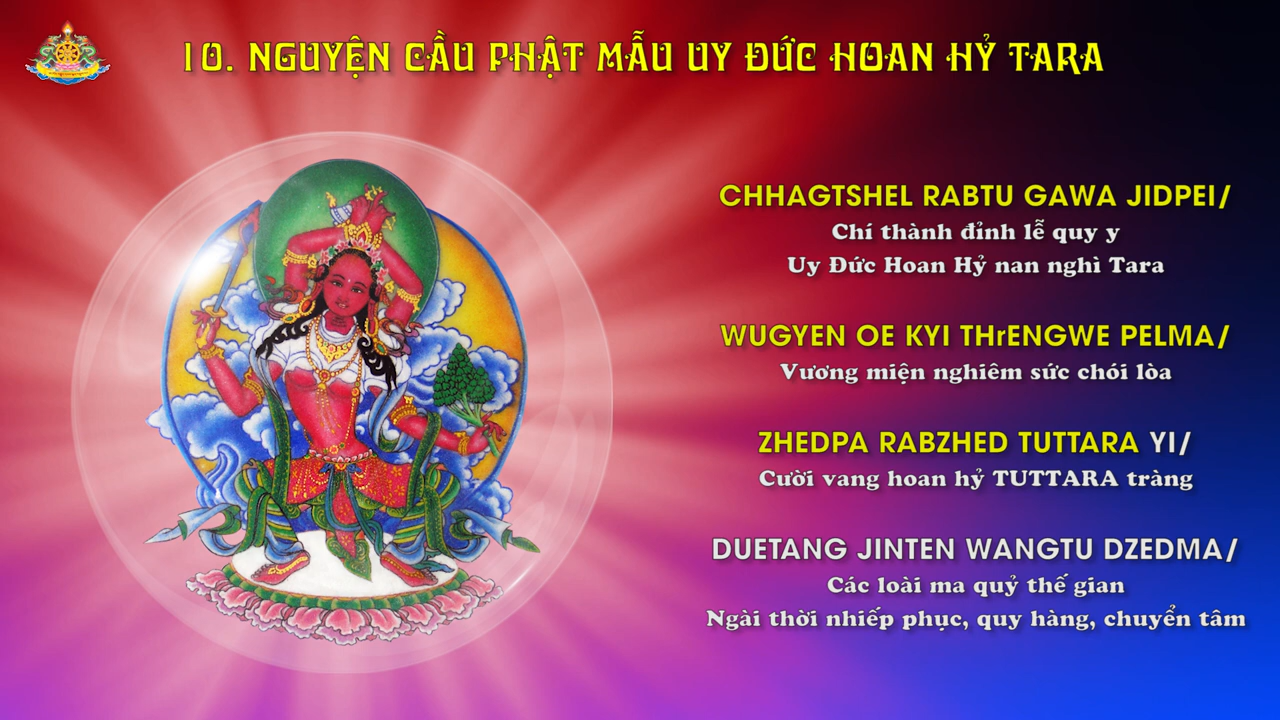 10. NGUYỆN CẦU PHẬT MẪU UY ĐỨC HOAN HỶ TARA
CHHAGTSHEL RABTU GAWA JIDPEI/
Chí thành đỉnh lễ quy y
Uy Đức Hoan Hỷ nan nghì Tara
WUGYEN OE KYI THrENGWE PELMA/
Vương miện nghiêm sức chói lòa
ZHEDPA RABZHED TUTTARA YI/
Cười vang hoan hỷ TUTTARA tràng
DUETANG JINTEN WANGTU DZEDMA/
Các loài ma quỷ thế gian
Ngài thời nhiếp phục, quy hàng, chuyển tâm